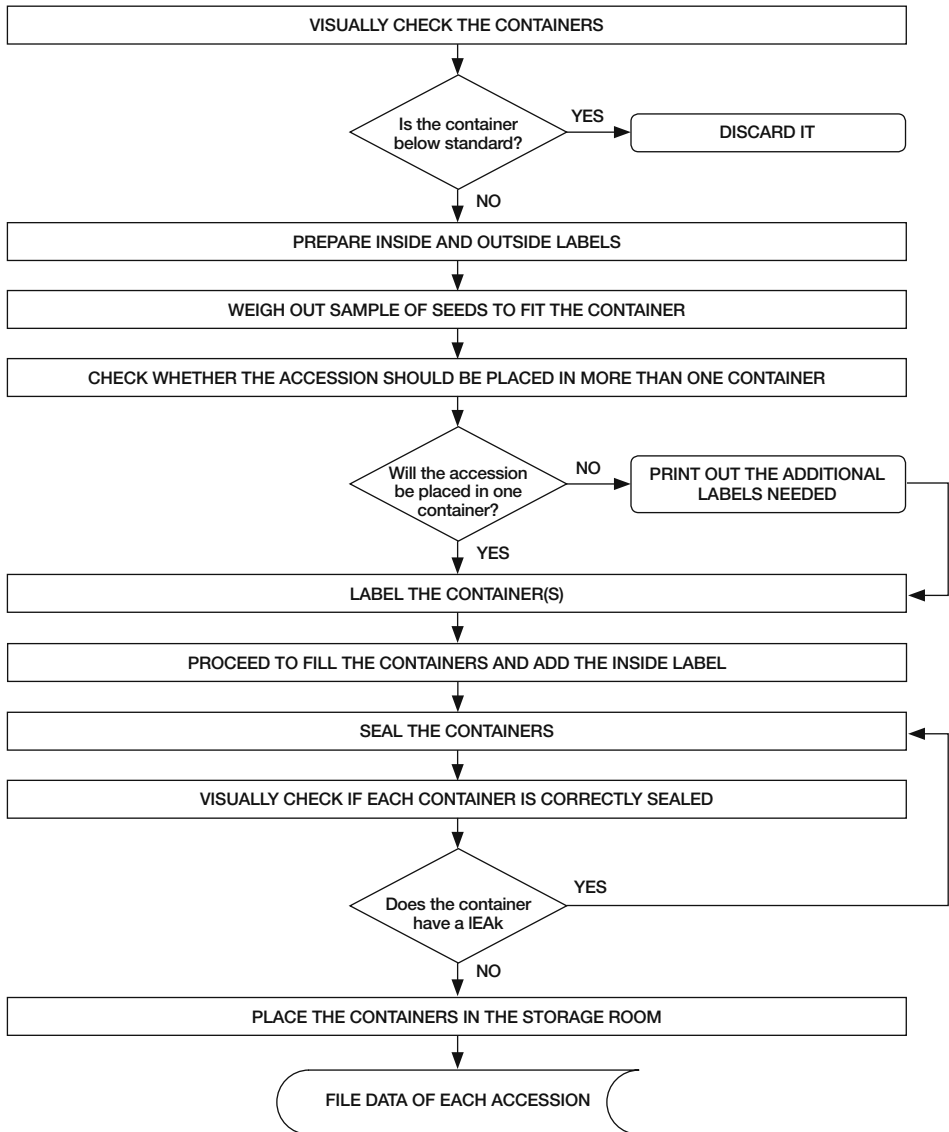 VISUALLY CHECK THE CONTAINERS
Is the container
below standard?
YES
DISCARD IT
NO
PREPARE INSIDE AND OUTSIDE LABELS
WEIGH OUT SAMPLE OF SEEDS TO FIT THE CONTAINER
CHECK WHETHER THE ACCESSION SHOULD BE PLACED IN MORE THAN ONE CONTAINER
Will the accession
be placed in one
container?
NO
PRINT OUT THE ADDITIONAL
LABELS NEEDED
YES
LABEL THE CONTAINER(S)
PROCEED TO FILL THE CONTAINERS AND ADD THE INSIDE LABEL
SEAL THE CONTAINERS
VISUALLY CHECK IF EACH CONTAINER IS CORRECTLY SEALED
Does the container
have a lEAk
YES
NO
PLACE THE CONTAINERS IN THE STORAGE ROOM
FILE DATA OF EACH ACCESSION